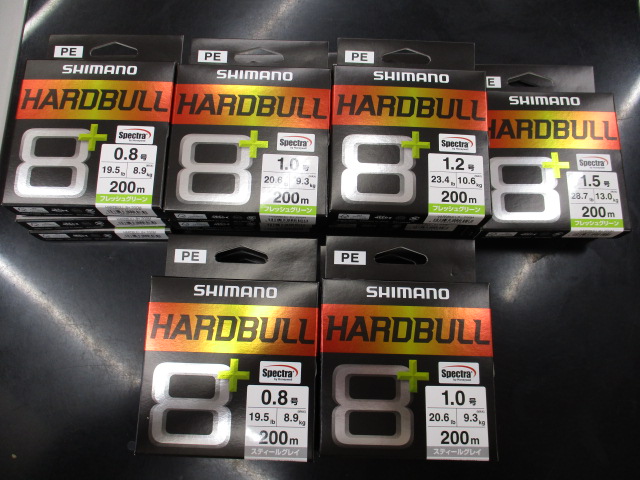 PE
SHIMANO
HARDBULL
8+
Spectra
0.8号
19.5lb 8.9kg
200m
フレッシュグリーン
PE
SHIMANO
HARDBULL
8+
Spectra
1.0号
20.6lb 9.3kg
200m
フレッシュグリーン
PE
SHIMANO
HARDBULL
8+
Spectra
1.2号
23.4lb 10.6kg
200m
フレッシュグリーン
PE
SHIMANO
HARDBULL
8+
Spectra
1.5号
28.7lb 13.0kg
200m
フレッシュグリーン
PE
SHIMANO
HARDBULL
8+
Spectra
0.8号
19.5lb 8.9kg
200m
スティールグレイ
PE
SHIMANO
HARDBULL
8+
Spectra
1.0号
20.6lb 9.3kg
200m
スティールグレイ